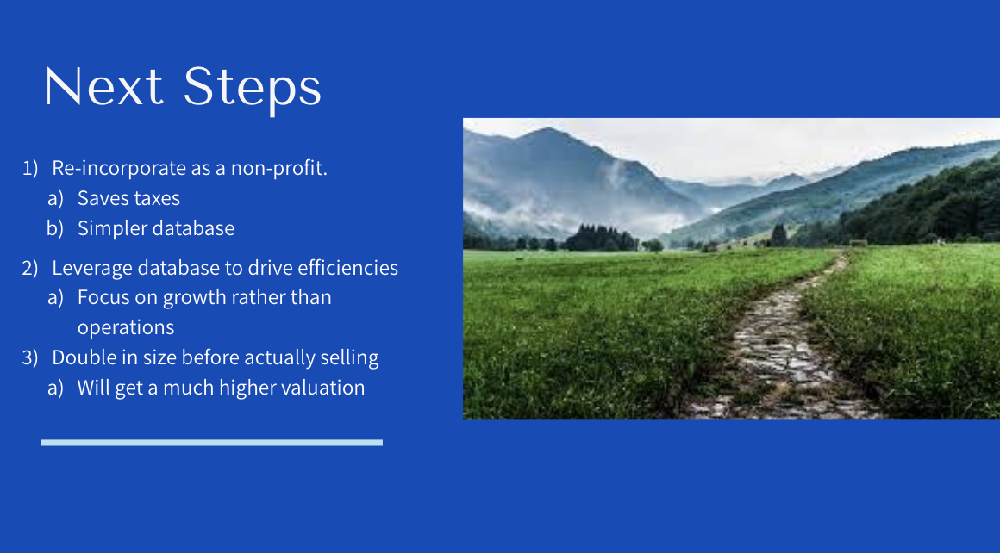 Next Steps
1) Re-incorporate as a non-profit.
a) Saves taxes
b) Simpler database
2) Leverage database to drive efficiencies
a) Focus on growth rather than
operations
3) Double in size before actually selling
a) Will get a much higher valuation